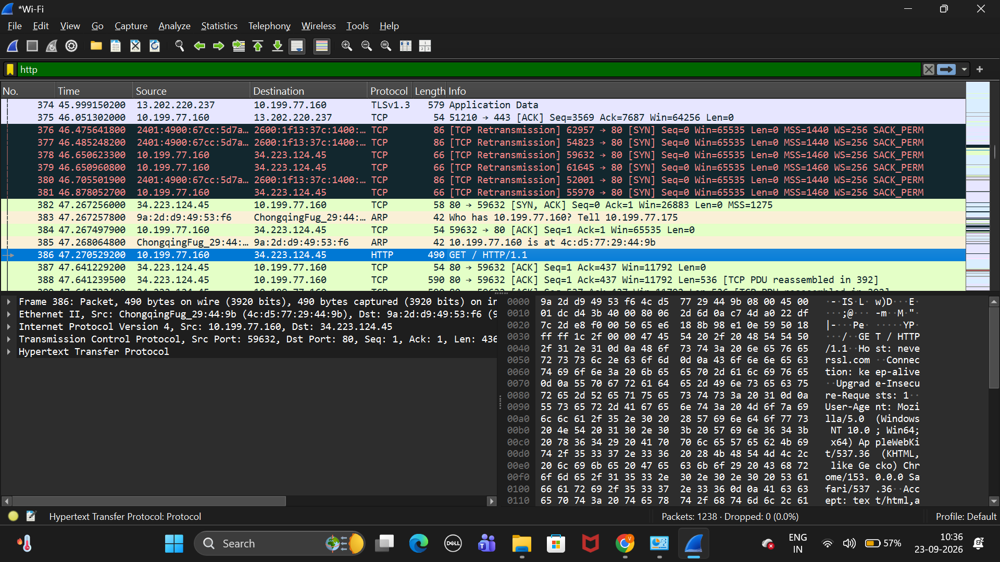 *Wi-Fi
File Edit View Go Capture Analyze Statistics Telephony Wireless Tools Help
http
No. Time Source Destination Protocol Length Info
374 45.999150200 13.202.220.237 10.199.77.160 TLSv1.3 579 Application Data
375 46.051302000 10.199.77.160 13.202.220.237 TCP 54 51210 → 443 [ACK] Seq=3569 Ack=7687 Win=64256 Len=0
376 46.475641800 2401:4900:67cc:5d7a… 2600:1f13:37c:1400:… TCP 86 [TCP Retransmission] 62957 → 80 [SYN] Seq=0 Win=65535 Len=0 MSS=1440 WS=256 SACK_PERM
377 46.485248200 2401:4900:67cc:5d7a… 2600:1f13:37c:1400:… TCP 86 [TCP Retransmission] 54823 → 80 [SYN] Seq=0 Win=65535 Len=0 MSS=1440 WS=256 SACK_PERM
378 46.650623300 10.199.77.160 34.223.124.45 TCP 66 [TCP Retransmission] 59632 → 80 [SYN] Seq=0 Win=65535 Len=0 MSS=1460 WS=256 SACK_PERM
379 46.650960800 10.199.77.160 34.223.124.45 TCP 66 [TCP Retransmission] 61645 → 80 [SYN] Seq=0 Win=65535 Len=0 MSS=1460 WS=256 SACK_PERM
380 46.705501900 2401:4900:67cc:5d7a… 2600:1f13:37c:1400:… TCP 86 [TCP Retransmission] 52001 → 80 [SYN] Seq=0 Win=65535 Len=0 MSS=1440 WS=256 SACK_PERM
381 46.878052700 10.199.77.160 34.223.124.45 TCP 66 [TCP Retransmission] 55970 → 80 [SYN] Seq=0 Win=65535 Len=0 MSS=1460 WS=256 SACK_PERM
382 47.267256000 34.223.124.45 10.199.77.160 TCP 58 80 → 59632 [SYN, ACK] Seq=0 Ack=1 Win=26883 Len=0 MSS=1275
383 47.267257800 9a:2d:d9:49:53:f6 ChongqingFug_29:44:… ARP 42 Who has 10.199.77.160? Tell 10.199.77.175
384 47.267497900 10.199.77.160 34.223.124.45 TCP 54 59632 → 80 [ACK] Seq=1 Ack=1 Win=65535 Len=0
385 47.268064800 ChongqingFug_29:44:… 9a:2d:d9:49:53:f6 ARP 42 10.199.77.160 is at 4c:d5:77:29:44:9b
386 47.270529200 10.199.77.160 34.223.124.45 HTTP 490 GET / HTTP/1.1
387 47.641229200 34.223.124.45 10.199.77.160 TCP 54 80 → 59632 [ACK] Seq=1 Ack=437 Win=11792 Len=0
388 47.641239500 34.223.124.45 10.199.77.160 TCP 590 80 → 59632 [ACK] Seq=1 Ack=437 Win=11792 Len=536 [TCP PDU reassembled in 392]
Frame 386: Packet, 490 bytes on wire (3920 bits), 490 bytes captured (3920 bits) on in
Ethernet II, Src: ChongqingFug_29:44:9b (4c:d5:77:29:44:9b), Dst: 9a:2d:d9:49:53:f6 (9
Internet Protocol Version 4, Src: 10.199.77.160, Dst: 34.223.124.45
Transmission Control Protocol, Src Port: 59632, Dst Port: 80, Seq: 1, Ack: 1, Len: 436
Hypertext Transfer Protocol
0000 9a 2d d9 49 53 f6 4c d5 77 29 44 9b 08 00 45 00 ·-·IS·L· w)D···E·
0010 01 dc d4 3b 40 00 80 06 2d 6d 0a c7 4d a0 22 df ···;@··· -m··M·"·
0020 7c 2d e8 f0 00 50 65 e6 18 8b 98 e1 0e 59 50 18 |-···Pe· ·····YP·
0030 ff ff 1c 2f 00 00 47 45 54 20 2f 20 48 54 54 50 ···/··GE T / HTTP
0040 2f 31 2e 31 0d 0a 48 6f 73 74 3a 20 6e 65 76 65 /1.1··Ho st: neve
0050 72 73 73 6c 2e 63 6f 6d 0d 0a 43 6f 6e 6e 65 63 rssl.com ··Connec
0060 74 69 6f 6e 3a 20 6b 65 65 70 2d 61 6c 69 76 65 tion: ke ep-alive
0070 0d 0a 55 70 67 72 61 64 65 2d 49 6e 73 65 63 75 ··Upgrad e-Insecu
0080 72 65 2d 52 65 71 75 65 73 74 73 3a 20 31 0d 0a re-Reque sts: 1··
0090 55 73 65 72 2d 41 67 65 6e 74 3a 20 4d 6f 7a 69 User-Age nt: Mozi
00a0 6c 6c 61 2f 35 2e 30 20 28 57 69 6e 64 6f 77 73 lla/5.0 (Windows
00b0 20 4e 54 20 31 30 2e 30 3b 20 57 69 6e 36 34 3b NT 10.0 ; Win64;
00c0 20 78 36 34 29 20 41 70 70 6c 65 57 65 62 4b 69 x64) Ap pleWebKi
00d0 74 2f 35 33 37 2e 33 36 20 28 4b 48 54 4d 4c 2c t/537.36 (KHTML,
00e0 20 6c 69 6b 65 20 47 65 63 6b 6f 29 20 43 68 72 like Ge cko) Chr
00f0 6f 6d 65 2f 31 35 33 2e 30 2e 30 2e 30 20 53 61 ome/153. 0.0.0 Sa
0100 66 61 72 69 2f 35 33 37 2e 33 36 0d 0a 41 63 63 fari/537 .36··Acc
0110 65 70 74 3a 20 74 65 78 74 2f 68 74 6d 6c 2c 61 ept: tex t/html,a
Hypertext Transfer Protocol: Protocol
Packets: 1238 · Dropped: 0 (0.0%)
Profile: Default
Search
DELL
ENG
IN
57%
10:36
23-09-2026